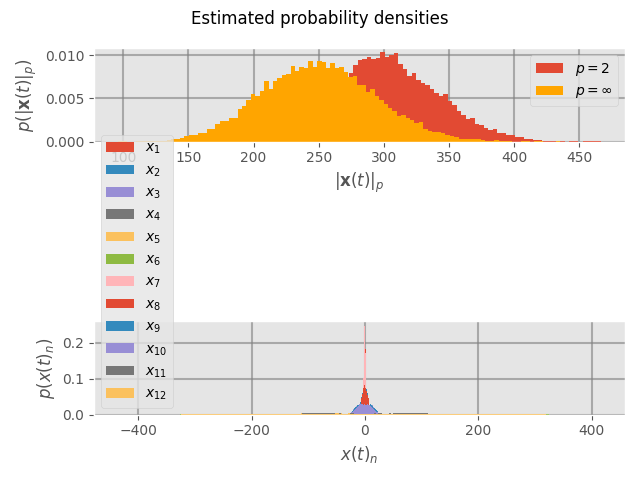 Estimated probability densities
p(|x(t)|p)
0.010
0.005
0.000
p = 2
p = ∞
100 150 200 250 300 350 400 450
|x(t)|p
x1
x2
x3
x4
x5
x6
x7
x8
x9
x10
x11
x12
p(x(t)n)
0.2
0.1
0.0
−400 −200 0 200 400
x(t)n